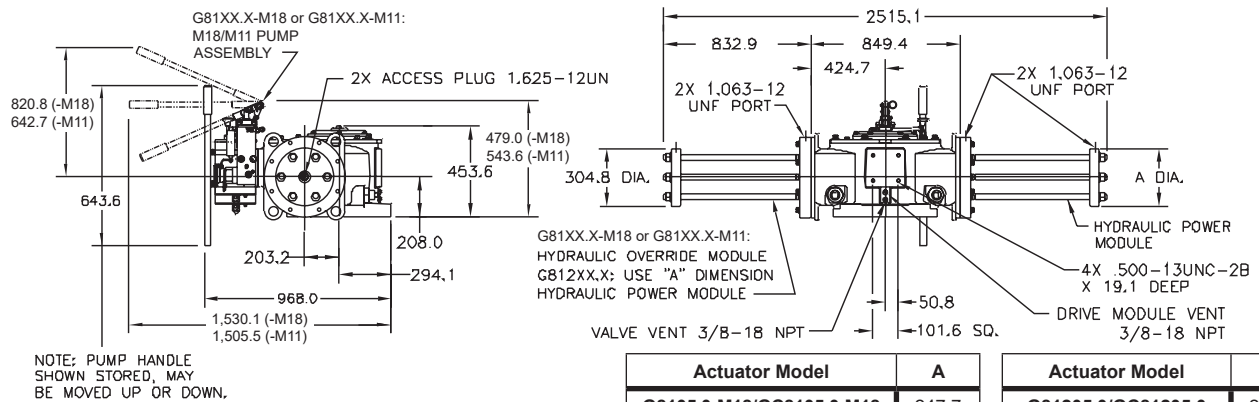 G81XX.X-M18 or G81XX.X-M11:
M18/M11 PUMP
ASSEMBLY
2X ACCESS PLUG 1.625-12UN
820.8 (-M18)
642.7 (-M11)
643.6
479.0 (-M18)
543.6 (-M11)
453.6
208.0
203.2
294.1
968.0
1,530.1 (-M18)
1,505.5 (-M11)
NOTE: PUMP HANDLE
SHOWN STORED, MAY
BE MOVED UP OR DOWN.
2515.1
832.9
849.4
424.7
2X 1.063-12
UNF PORT
2X 1.063-12
UNF PORT
304.8 DIA.
A DIA.
G81XX.X-M18 or G81XX.X-M11:
HYDRAULIC OVERRIDE MODULE
G812XX.X: USE "A" DIMENSION
HYDRAULIC POWER MODULE
HYDRAULIC POWER
MODULE
4X .500-13UNC-2B
X 19.1 DEEP
50.8
101.6 SQ.
VALVE VENT 3/8-18 NPT
DRIVE MODULE VENT
3/8-18 NPT
Actuator Model A
Actuator Model